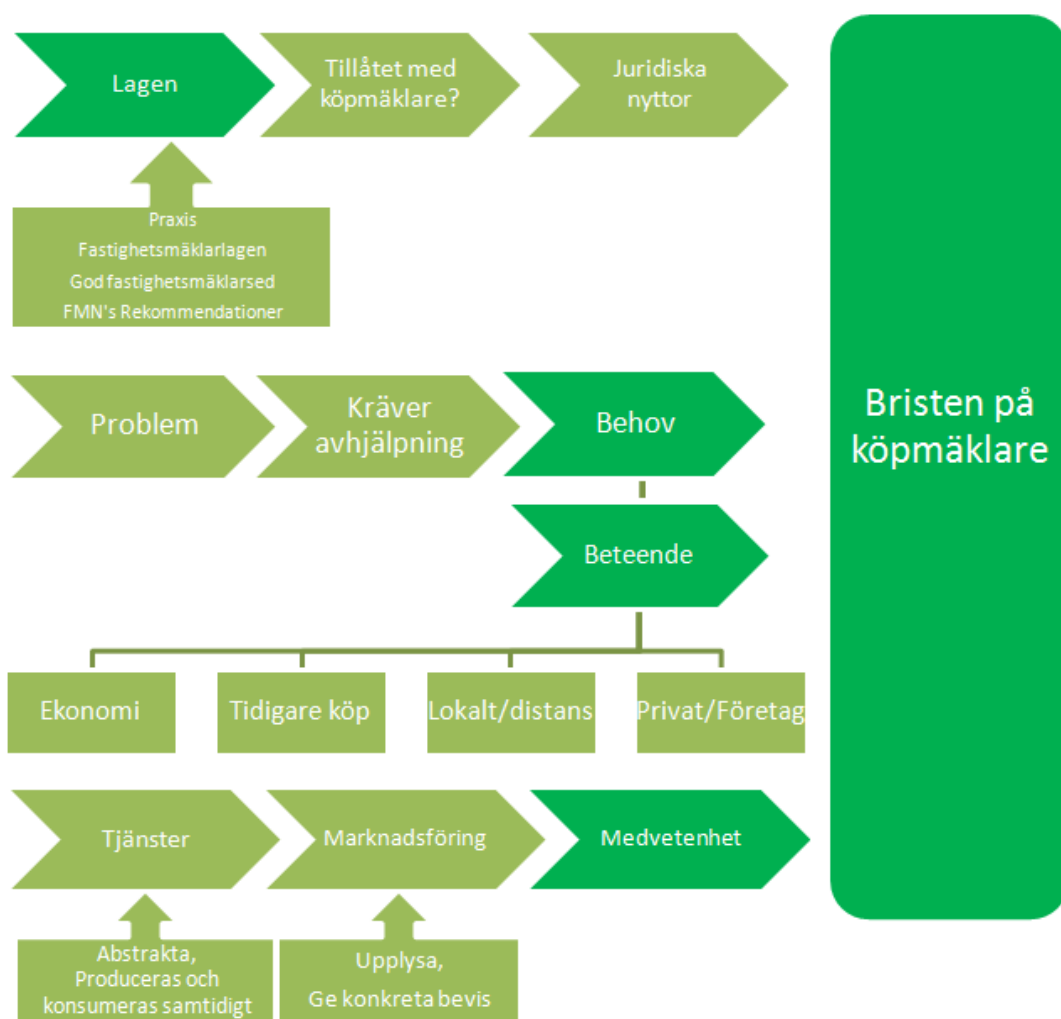 Lagen
Tillåtet med
köpmäklare?
Juridiska
nyttor
Praxis
Fastighetsmäklarlagen
God fastighetsmäklarsed
FMN's Rekommendationer
Problem
Kräver
avhjälpning
Behov
Beteende
Ekonomi
Tidigare köp
Lokalt/distans
Privat/Företag
Tjänster
Marknadsföring
Medvetenhet
Abstrakta,
Produceras och
konsumeras samtidigt
Upplysa,
Ge konkreta bevis
Bristen på
köpmäklare